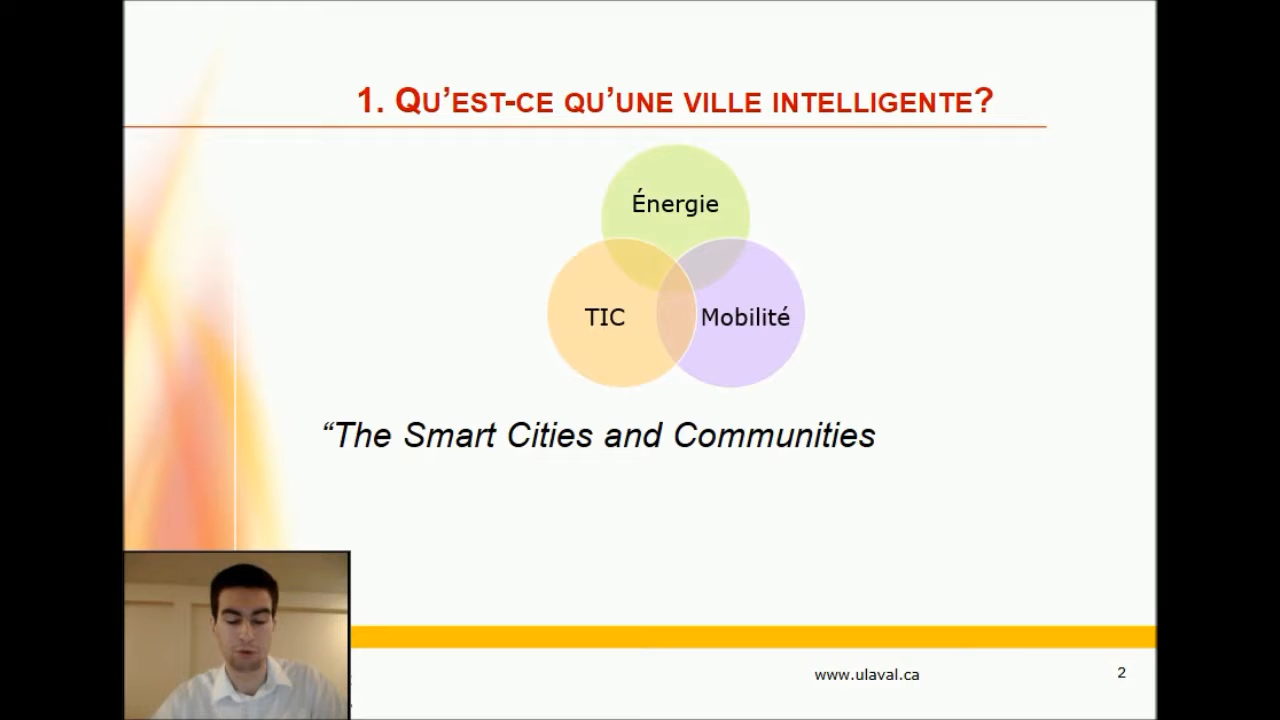 1. QU’EST-CE QU’UNE VILLE INTELLIGENTE?
Énergie
TIC
Mobilité
“The Smart Cities and Communities
www.ulaval.ca
2